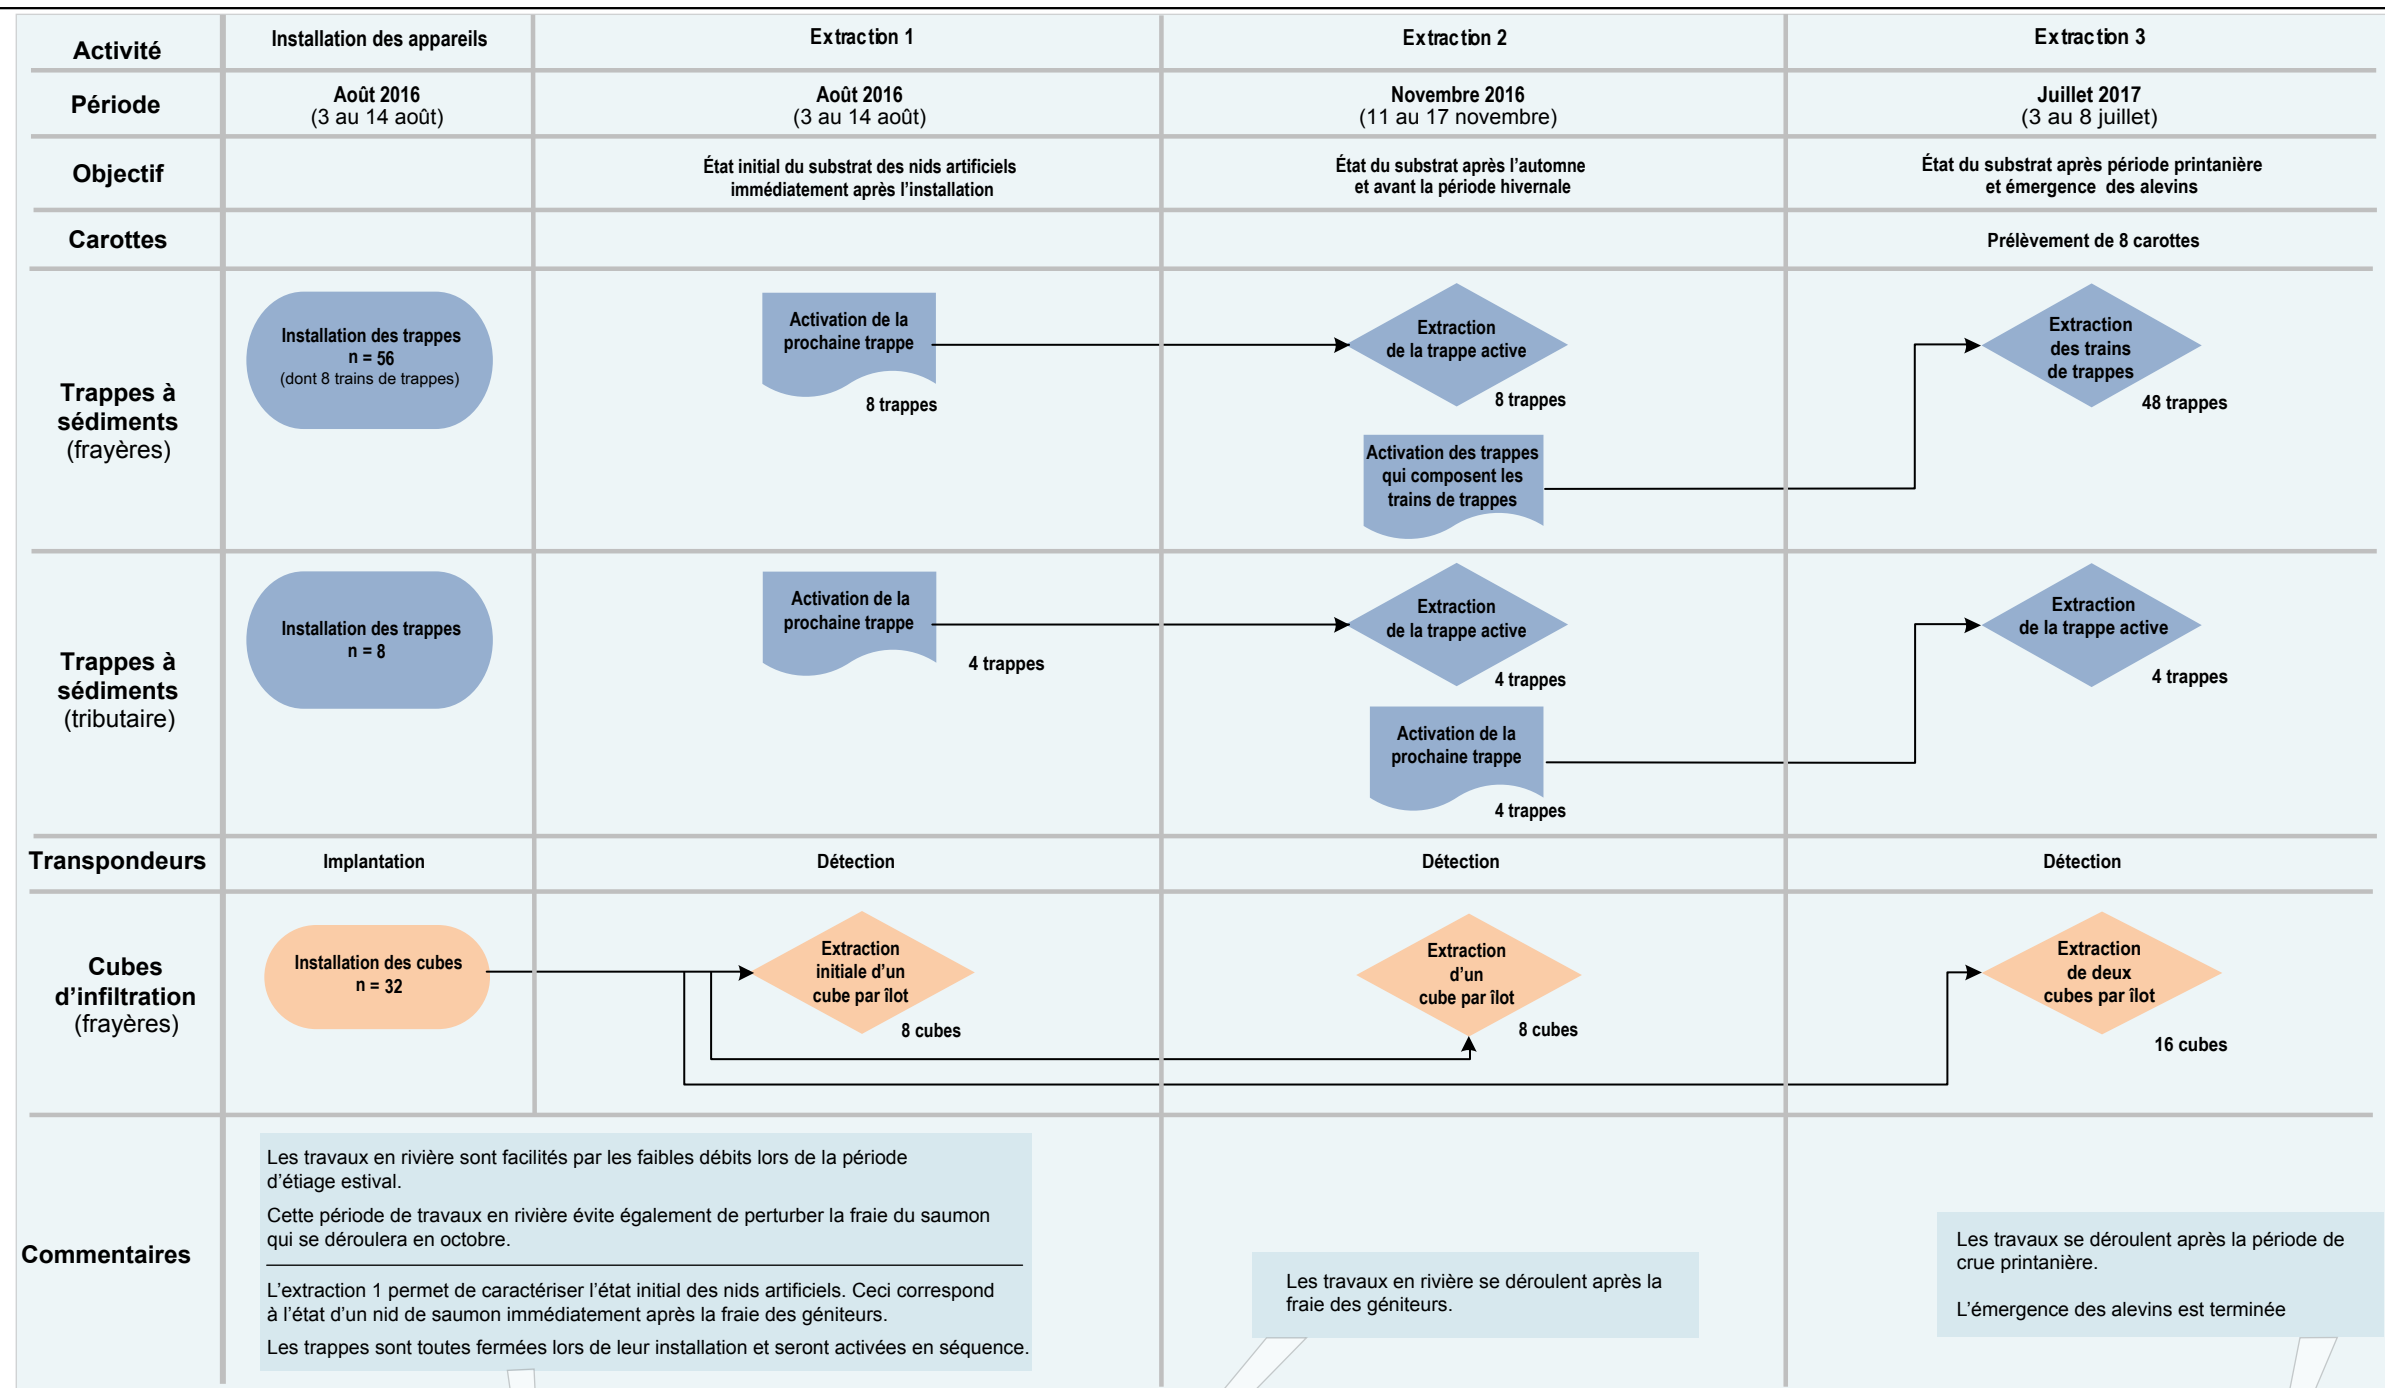 Activité
Installation des appareils
Extraction 1
Extraction 2
Extraction 3
Période
Août 2016
(3 au 14 août)
Août 2016
(3 au 14 août)
Novembre 2016
(11 au 17 novembre)
Juillet 2017
(3 au 8 juillet)
Objectif
État initial du substrat des nids artificiels
immédiatement après l'installation
État du substrat après l'automne
et avant la période hivernale
État du substrat après période printanière
et émergence des alevins
Carottes
Prélèvement de 8 carottes
Trappes à
sédiments
(frayères)
Installation des trappes
n = 56
(dont 8 trains de trappes)
Activation de la
prochaine trappe
8 trappes
Extraction
de la trappe active
8 trappes
Activation des trappes
qui composent les
trains de trappes
Extraction
des trains
de trappes
48 trappes
Trappes à
sédiments
(tributaire)
Installation des trappes
n = 8
Activation de la
prochaine trappe
4 trappes
Extraction
de la trappe active
4 trappes
Activation de la
prochaine trappe
4 trappes
Extraction
de la trappe active
4 trappes
Transpondeurs
Implantation
Détection
Détection
Détection
Cubes
d'infiltration
(frayères)
Installation des cubes
n = 32
Extraction
initiale d'un
cube par îlot
8 cubes
Extraction
d'un
cube par îlot
8 cubes
Extraction
de deux
cubes par îlot
16 cubes
Commentaires
Les travaux en rivière sont facilités par les faibles débits lors de la période
d'étiage estival.
Cette période de travaux en rivière évite également de perturber la fraie du saumon
qui se déroulera en octobre.
L'extraction 1 permet de caractériser l'état initial des nids artificiels. Ceci correspond
à l'état d'un nid de saumon immédiatement après la fraie des géniteurs.
Les trappes sont toutes fermées lors de leur installation et seront activées en séquence.
Les travaux en rivière se déroulent après la
fraie des géniteurs.
Les travaux se déroulent après la période de
crue printanière.
L'émergence des alevins est terminée